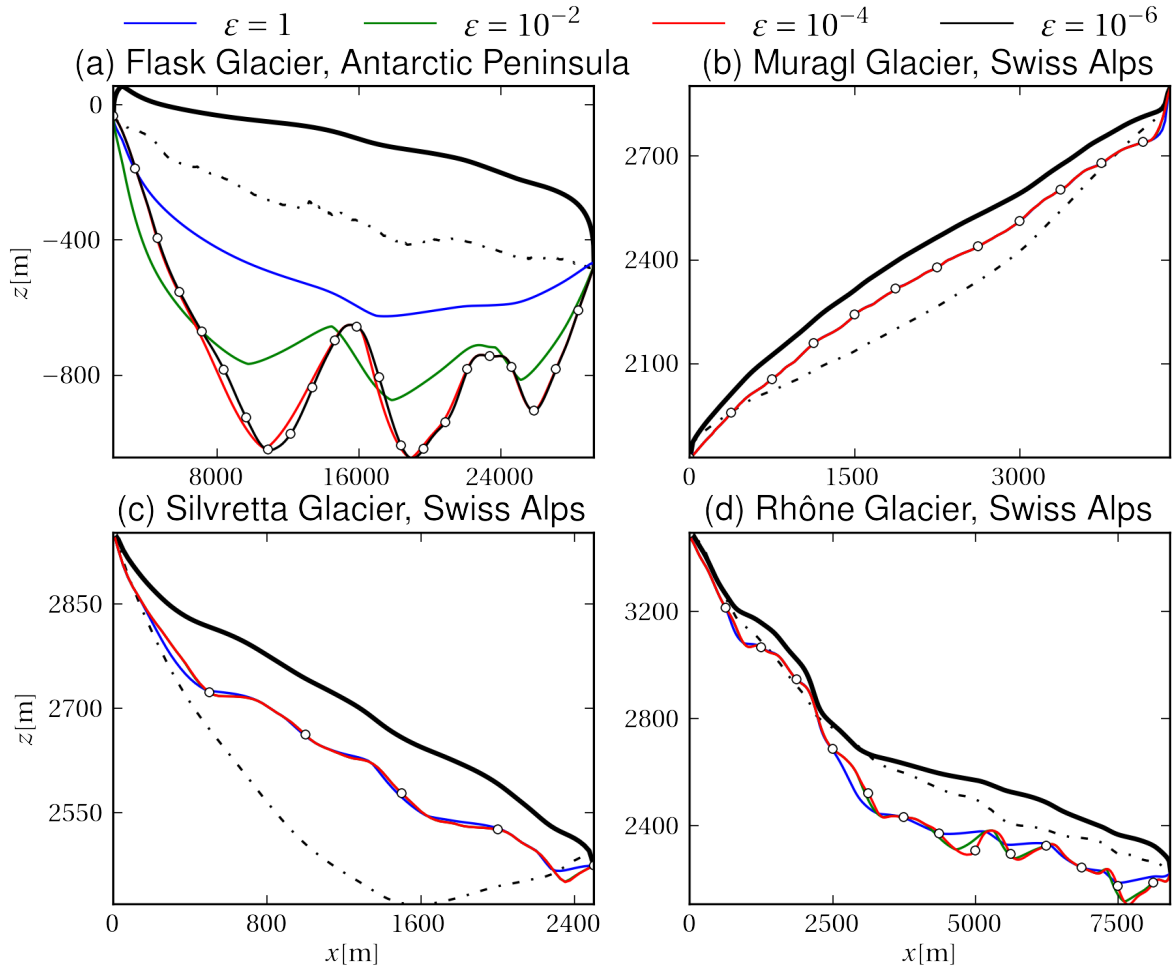 ε = 1 ε = 10⁻² ε = 10⁻⁴ ε = 10⁻⁶
(a) Flask Glacier, Antarctic Peninsula
0
−400
−800
z[m]
8000 16000 24000
(b) Muragl Glacier, Swiss Alps
2700
2400
2100
0 1500 3000
(c) Silvretta Glacier, Swiss Alps
2850
2700
2550
z[m]
0 800 1600 2400
x[m]
(d) Rhône Glacier, Swiss Alps
3200
2800
2400
0 2500 5000 7500
x[m]